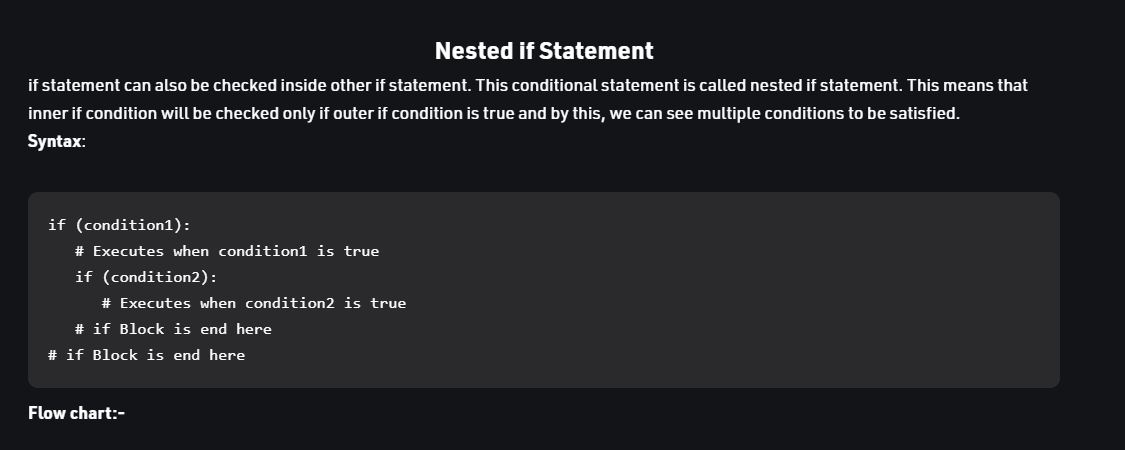 Nested if Statement
if statement can also be checked inside other if statement. This conditional statement is called nested if statement. This means that
inner if condition will be checked only if outer if condition is true and by this, we can see multiple conditions to be satisfied.
Syntax:
if (condition1):
   # Executes when condition1 is true
   if (condition2):
      # Executes when condition2 is true
   # if Block is end here
# if Block is end here
Flow chart:-